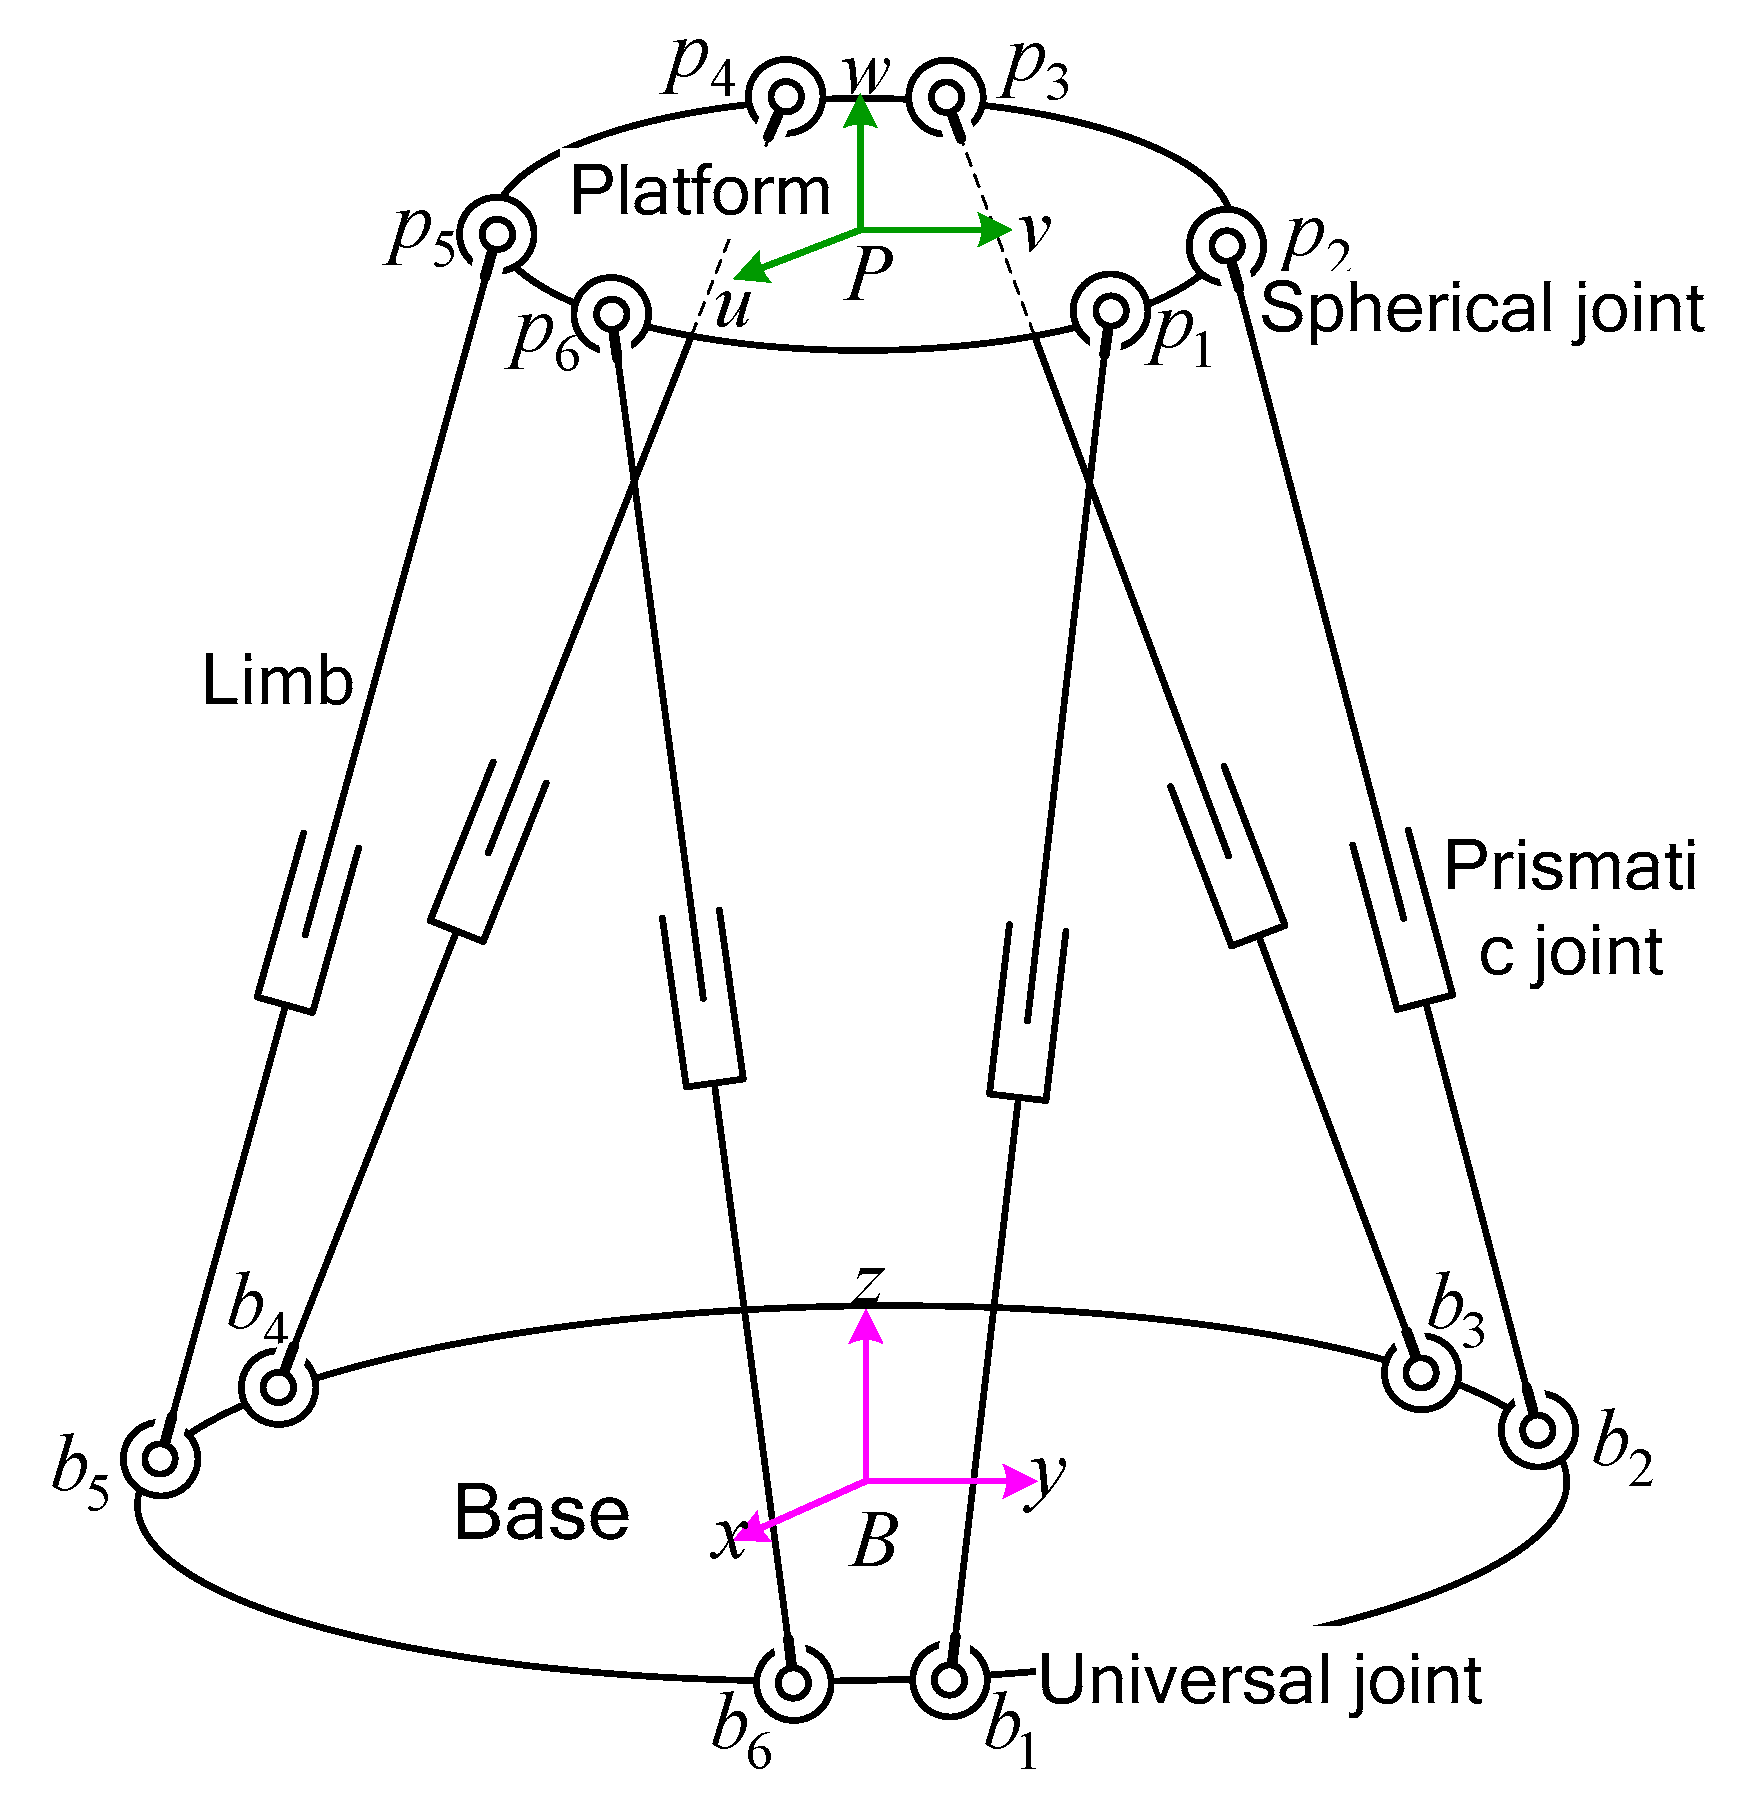 p4 w p3
Platform
p5 v p2
P
u
Spherical joint
p6 p1
Limb
Prismati
c joint
z
b4 b3
b5 y b2
Base
x B
Universal joint
b6 b1